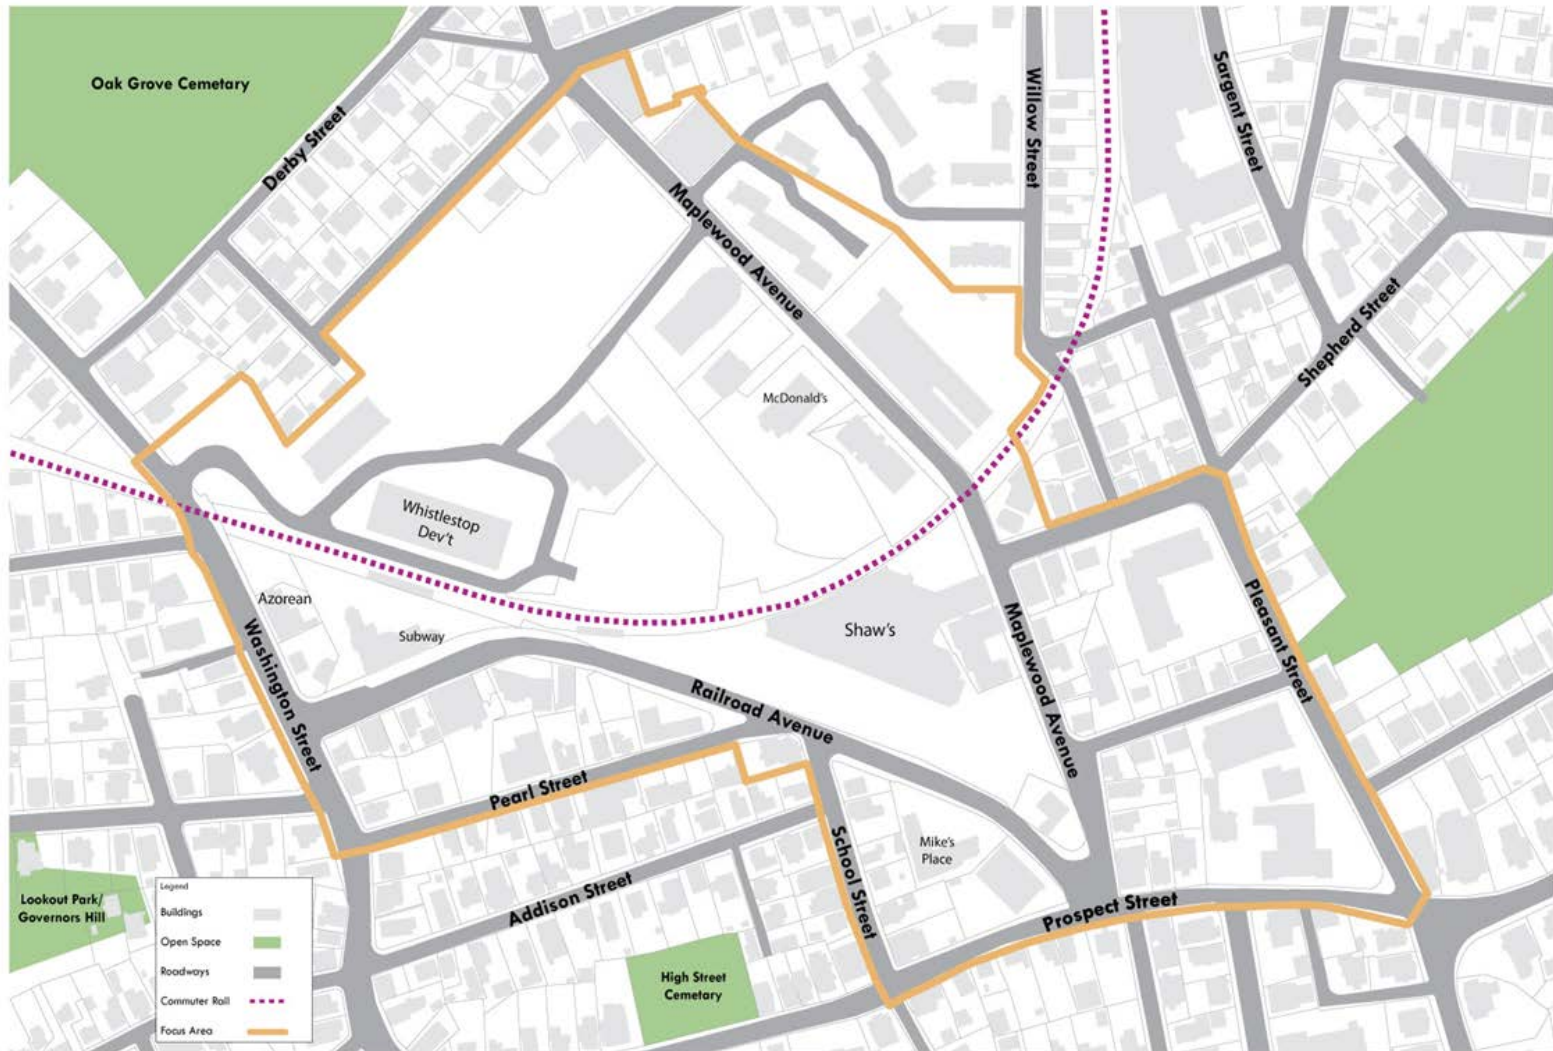 Oak Grove Cemetary
Derby Street
Willow Street
Sargent Street
Maplewood Avenue
Shepherd Street
McDonald's
Whistlestop
Dev't
Azorean
Subway
Shaw's
Washington Street
Railroad Avenue
Maplewood Avenue
Pleasant Street
Pearl Street
Mike's
Place
School Street
Addison Street
Prospect Street
Lookout Park/
Governors Hill
High Street
Cemetary
Legend
Buildings
Open Space
Roadways
Commuter Rail
Focus Area